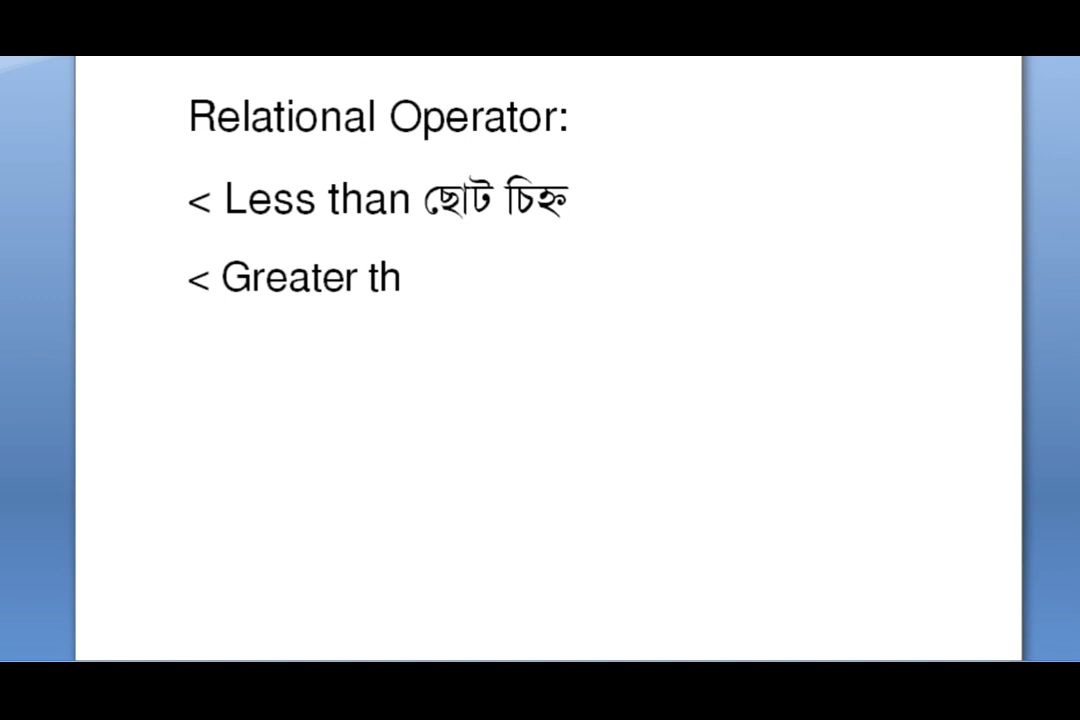 Relational Operator:
< Less than ছোট চিহ্ন
< Greater th